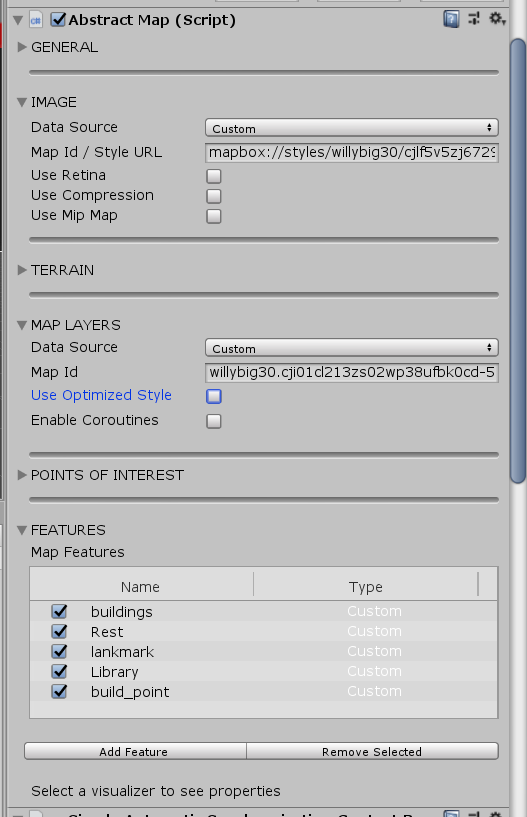 Abstract Map (Script)
GENERAL
IMAGE
Data Source Custom
Map Id / Style URL mapbox://styles/willybig30/cjlf5v5zj6729
Use Retina
Use Compression
Use Mip Map
TERRAIN
MAP LAYERS
Data Source Custom
Map Id willybig30.cji01cl213zs02wp38ufbk0cd-5
Use Optimized Style
Enable Coroutines
POINTS OF INTEREST
FEATURES
Map Features
Name Type
buildings Custom
Rest Custom
lankmark Custom
Library Custom
build_point Custom
Add Feature Remove Selected
Select a visualizer to see properties